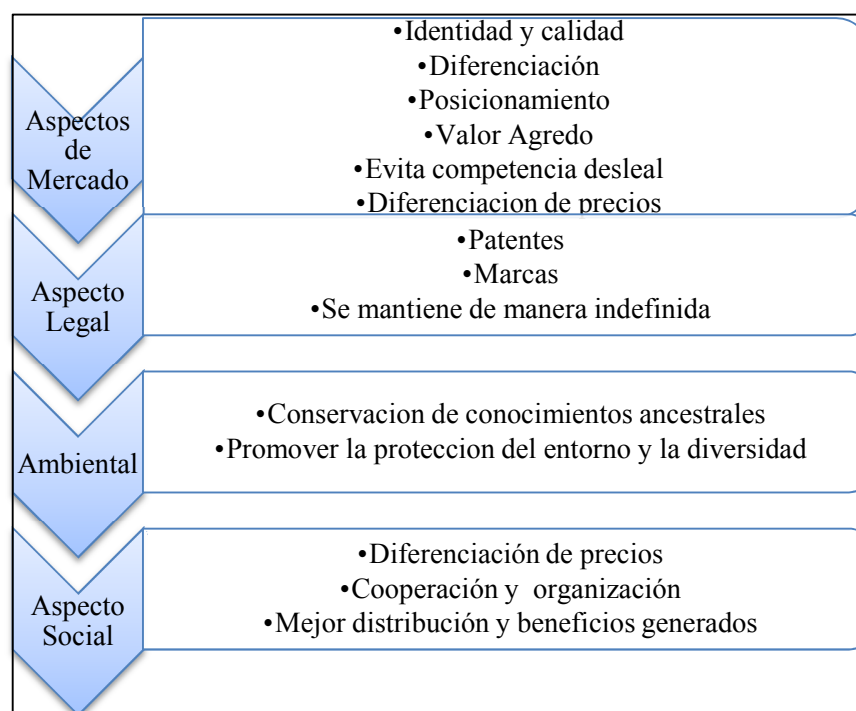 Aspectos
de
Mercado
•Identidad y calidad
•Diferenciación
•Posicionamiento
•Valor Agredo
•Evita competencia desleal
•Diferenciacion de precios
Aspecto
Legal
•Patentes
•Marcas
•Se mantiene de manera indefinida
Ambiental
•Conservacion de conocimientos ancestrales
•Promover la proteccion del entorno y la diversidad
Aspecto
Social
•Diferenciación de precios
•Cooperación y organización
•Mejor distribución y beneficios generados